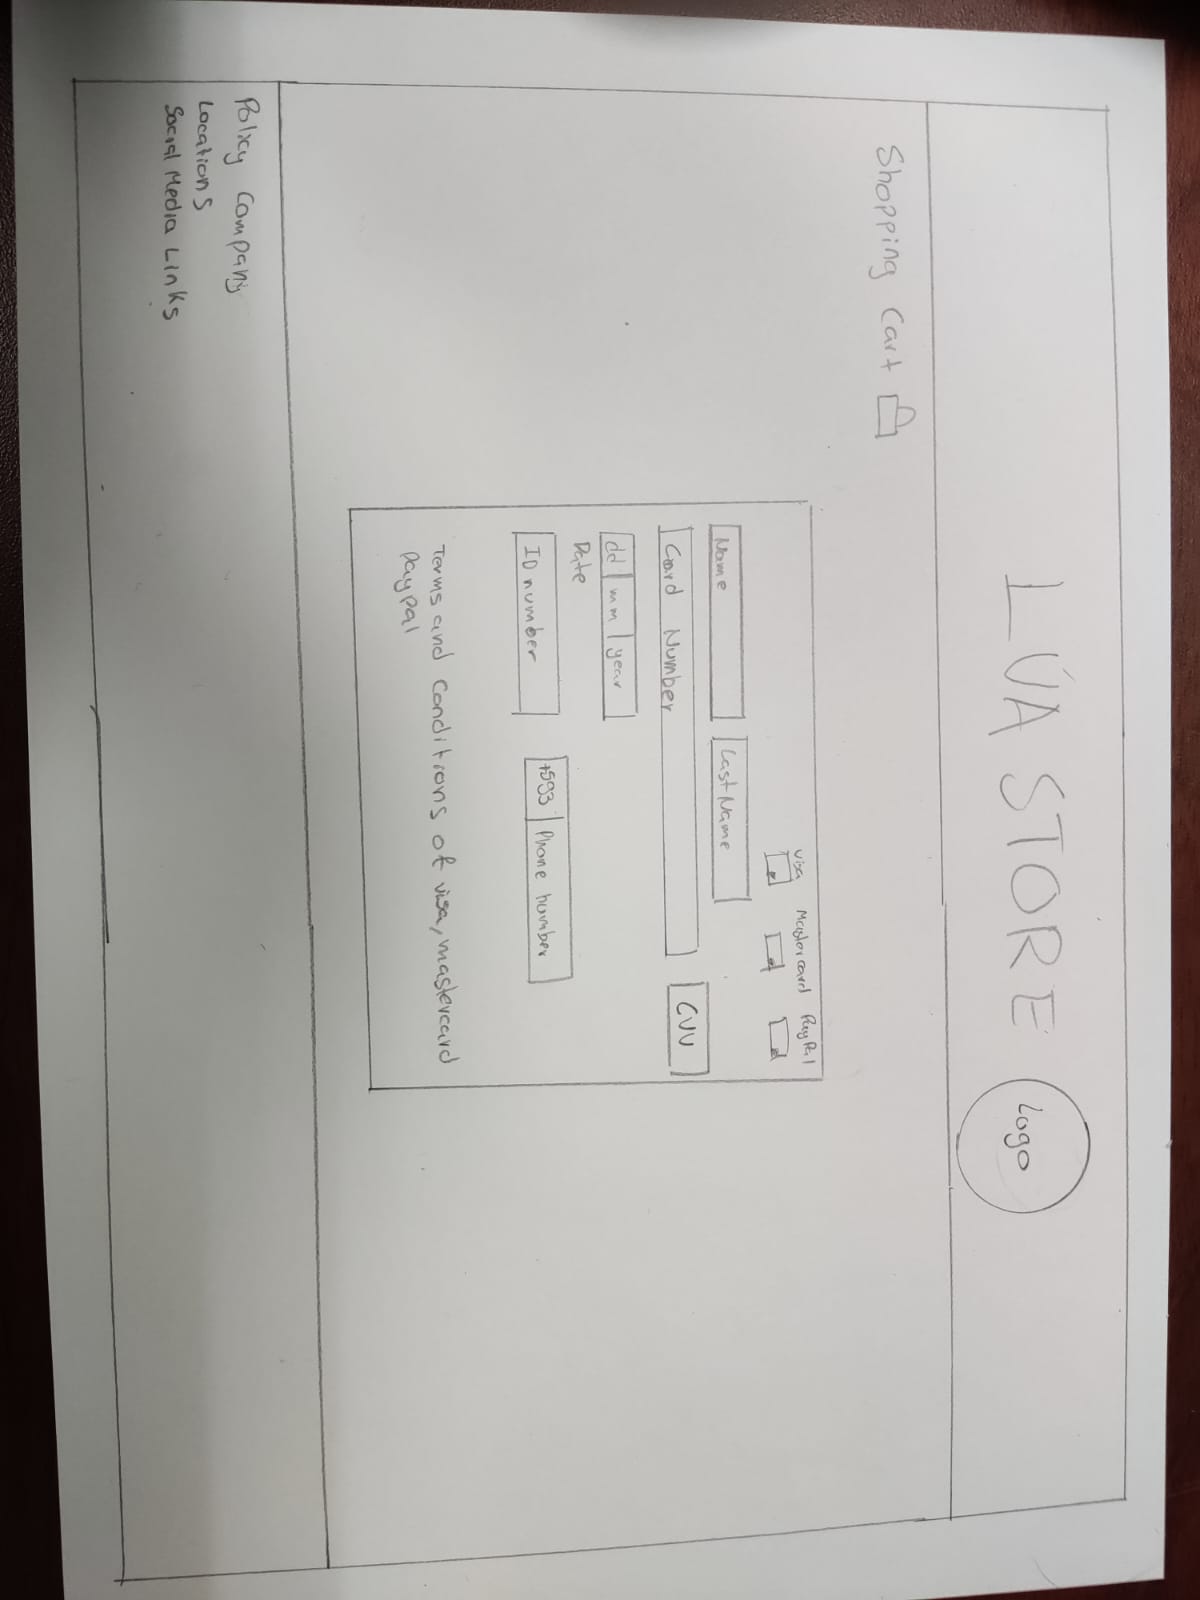 LUA STORE
Logo
Shopping Cart
Visa Mastercard PayPal
Name Last Name
Card Number CVV
dd / mm / year
Date
ID number +593 Phone number
Terms and Conditions of visa, mastercard
paypal
Policy Company
Locations
Social Media Links